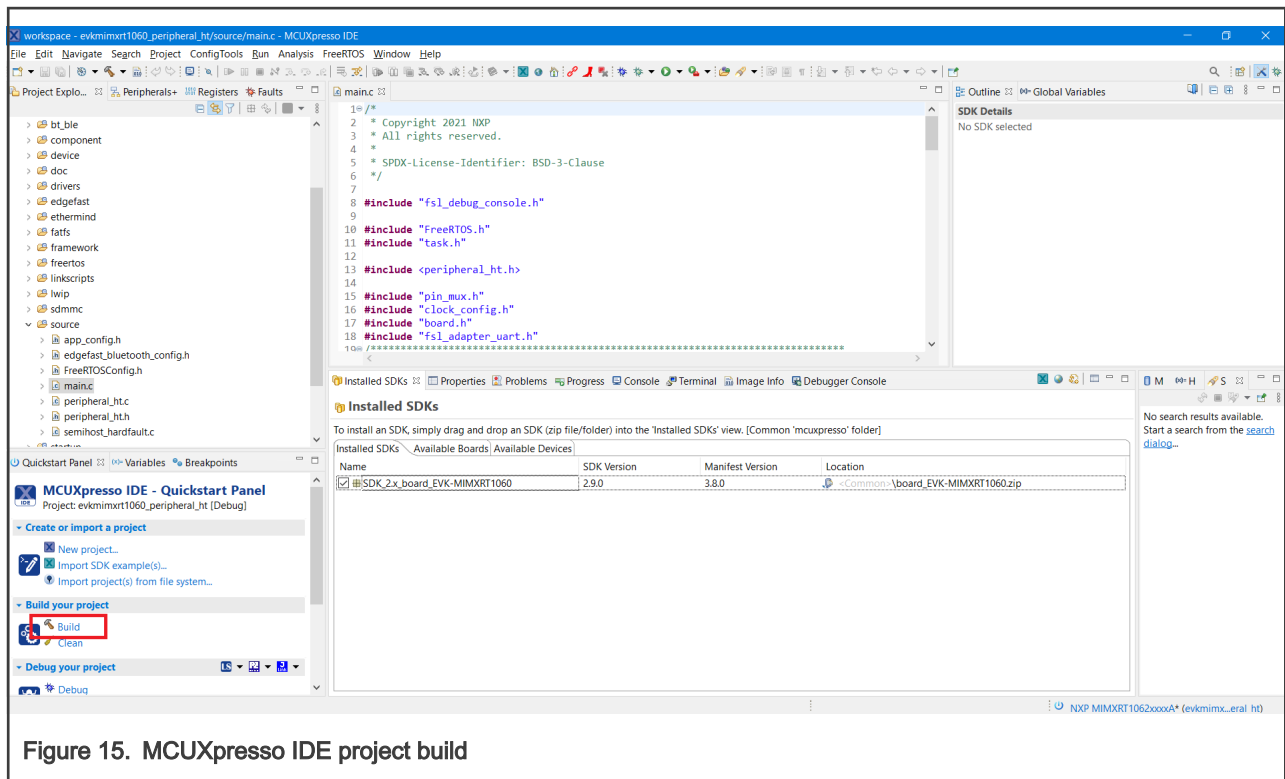 workspace - evkmimxrt1060_peripheral_ht/source/main.c - MCUXpresso IDE
File Edit Navigate Search Project ConfigTools Run Analysis FreeRTOS Window Help
Project Explo... Peripherals+ Registers Faults
bt_ble
component
device
doc
drivers
edgefast
ethermind
fatfs
framework
freertos
linkscripts
lwip
sdmmc
source
app_config.h
edgefast_bluetooth_config.h
FreeRTOSConfig.h
main.c
peripheral_ht.c
peripheral_ht.h
semihost_hardfault.c
startup
main.c
1 /*
2 * Copyright 2021 NXP
3 * All rights reserved.
4 *
5 * SPDX-License-Identifier: BSD-3-Clause
6 */
7
8 #include "fsl_debug_console.h"
9
10 #include "FreeRTOS.h"
11 #include "task.h"
12
13 #include <peripheral_ht.h>
14
15 #include "pin_mux.h"
16 #include "clock_config.h"
17 #include "board.h"
18 #include "fsl_adapter_uart.h"
19 /*******************************************************************************
Outline Global Variables
SDK Details
No SDK selected
Quickstart Panel Variables Breakpoints
MCUXpresso IDE - Quickstart Panel
IDE
Project: evkmimxrt1060_peripheral_ht [Debug]
Create or import a project
New project...
Import SDK example(s)...
Import project(s) from file system...
Build your project
Build
Clean
Debug your project
LS
Debug
Installed SDKs Properties Problems Progress Console Terminal Image Info Debugger Console
Installed SDKs
To install an SDK, simply drag and drop an SDK (zip file/folder) into the 'Installed SDKs' view. [Common 'mcuxpresso' folder]
Installed SDKs Available Boards Available Devices
Name SDK Version Manifest Version Location
SDK_2.x_board_EVK-MIMXRT1060 2.9.0 3.8.0 <Common>\board_EVK-MIMXRT1060.zip
M H S
No search results available.
Start a search from the search
dialog...
NXP MIMXRT1062xxxxA* (evkmimx...eral ht)
Figure 15. MCUXpresso IDE project build